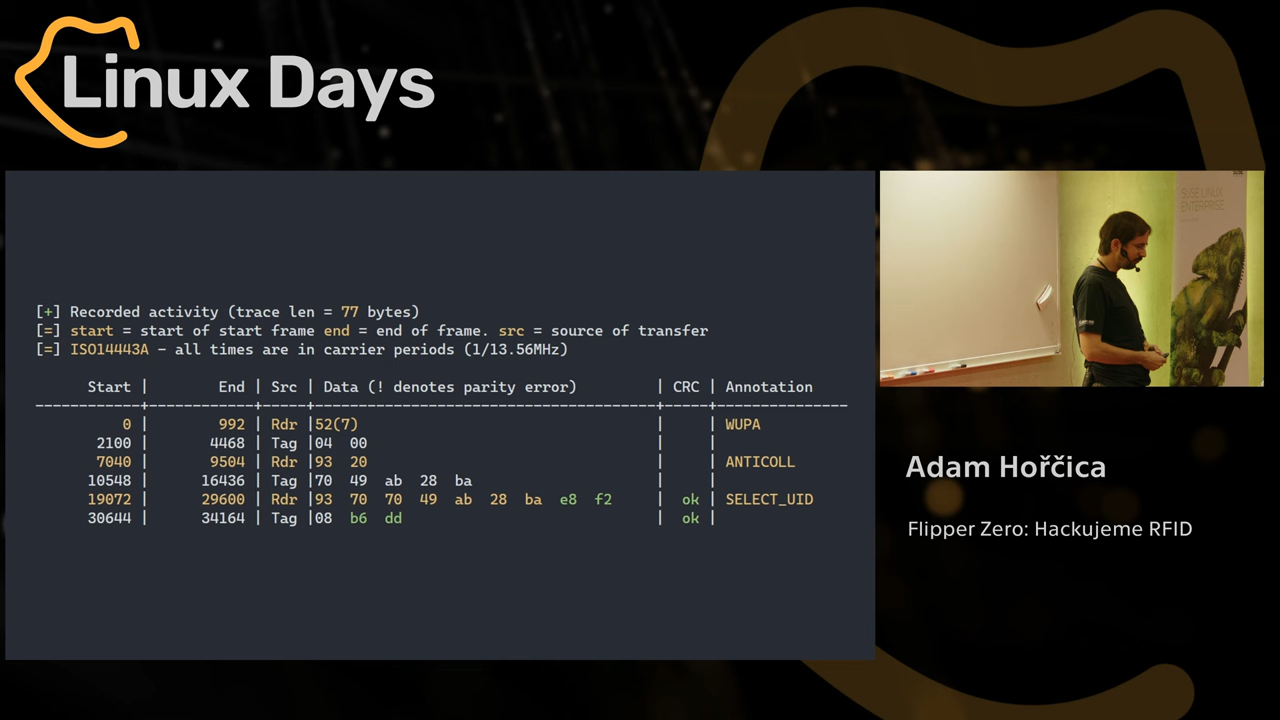 Linux Days
[+] Recorded activity (trace len = 77 bytes)
[=] start = start of start frame end = end of frame. src = source of transfer
[=] ISO14443A - all times are in carrier periods (1/13.56MHz)
Start | End | Src | Data (! denotes parity error) | CRC | Annotation
------------+------------+-----+-----------------------------------------+-----+---------------
0 | 992 | Rdr |52(7) | | WUPA
2100 | 4468 | Tag |04 00 | |
7040 | 9504 | Rdr |93 20 | | ANTICOLL
10548 | 16436 | Tag |70 49 ab 28 ba | |
19072 | 29600 | Rdr |93 70 70 49 ab 28 ba e8 f2 | ok | SELECT_UID
30644 | 34164 | Tag |08 b6 dd | ok |
SUSE LINUX
ENTERPRISE
Adam Hořčica
Flipper Zero: Hackujeme RFID